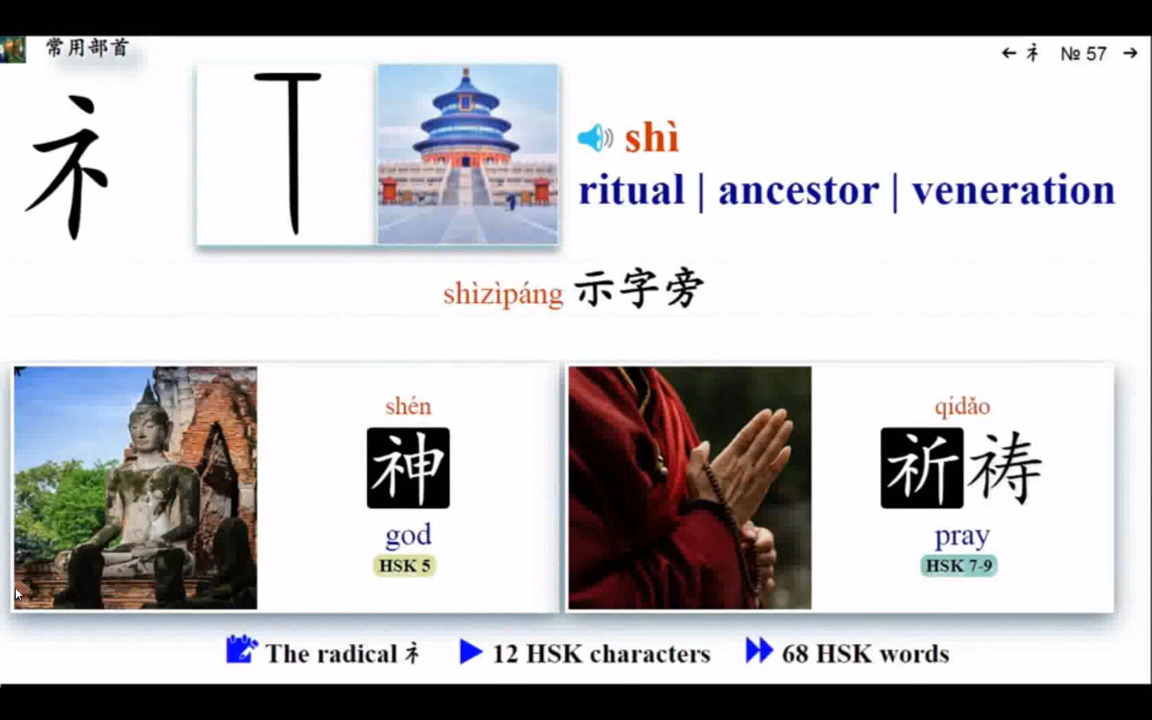 常用部首
← 礻 № 57 →
礻
shì
ritual | ancestor | veneration
shìzìpáng 示字旁
shén
神
god
HSK 5
qídǎo
祈祷
pray
HSK 7-9
The radical 礻
12 HSK characters
68 HSK words